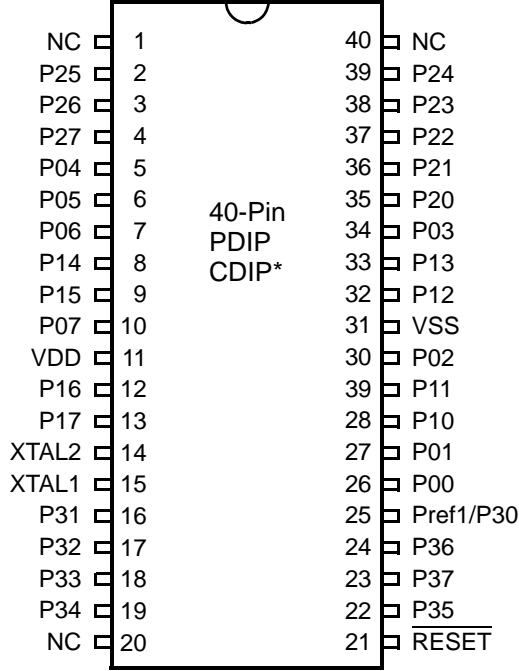 NC 1 40 NC
P25 2 39 P24
P26 3 38 P23
P27 4 37 P22
P04 5 36 P21
P05 6 35 P20
P06 7 34 P03
P14 8 33 P13
P15 9 32 P12
P07 10 31 VSS
VDD 11 30 P02
P16 12 39 P11
P17 13 28 P10
XTAL2 14 27 P01
XTAL1 15 26 P00
P31 16 25 Pref1/P30
P32 17 24 P36
P33 18 23 P37
P34 19 22 P35
NC 20 21 RESET
40-Pin
PDIP
CDIP*